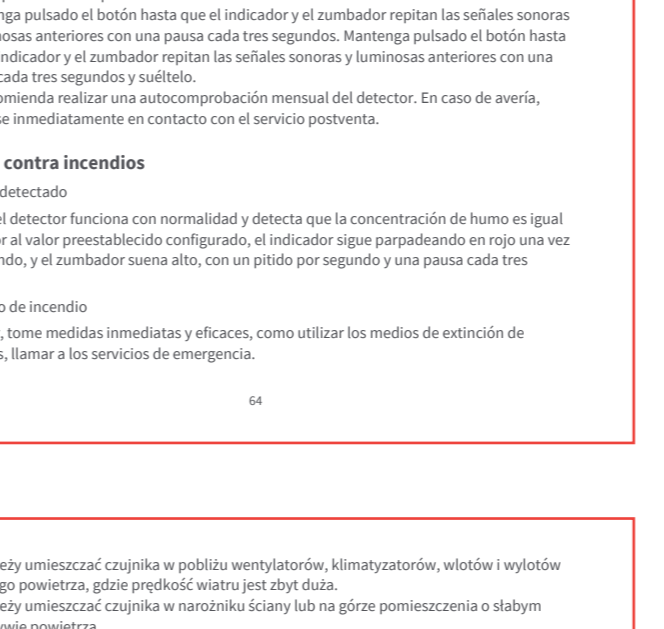 nga pulsado el botón hasta que el indicador y el zumbador repitan las señales sonoras
nosas anteriores con una pausa cada tres segundos. Mantenga pulsado el botón hasta
indicador y el zumbador repitan las señales sonoras y luminosas anteriores con una
cada tres segundos y suéltelo.
omienda realizar una autocomprobación mensual del detector. En caso de avería,
se inmediatamente en contacto con el servicio postventa.
contra incendios
detectado
el detector funciona con normalidad y detecta que la concentración de humo es igual
or al valor preestablecido configurado, el indicador sigue parpadeando en rojo una vez
ndo, y el zumbador suena alto, con un pitido por segundo y una pausa cada tres
o de incendio
, tome medidas inmediatas y eficaces, como utilizar los medios de extinción de
s, llamar a los servicios de emergencia.
64
eży umieszczać czujnika w pobliżu wentylatorów, klimatyzatorów, wlotów i wylotów
go powietrza, gdzie prędkość wiatru jest zbyt duża.
eży umieszczać czujnika w narożniku ściany lub na górze pomieszczenia o słabym
ywie powietrza.